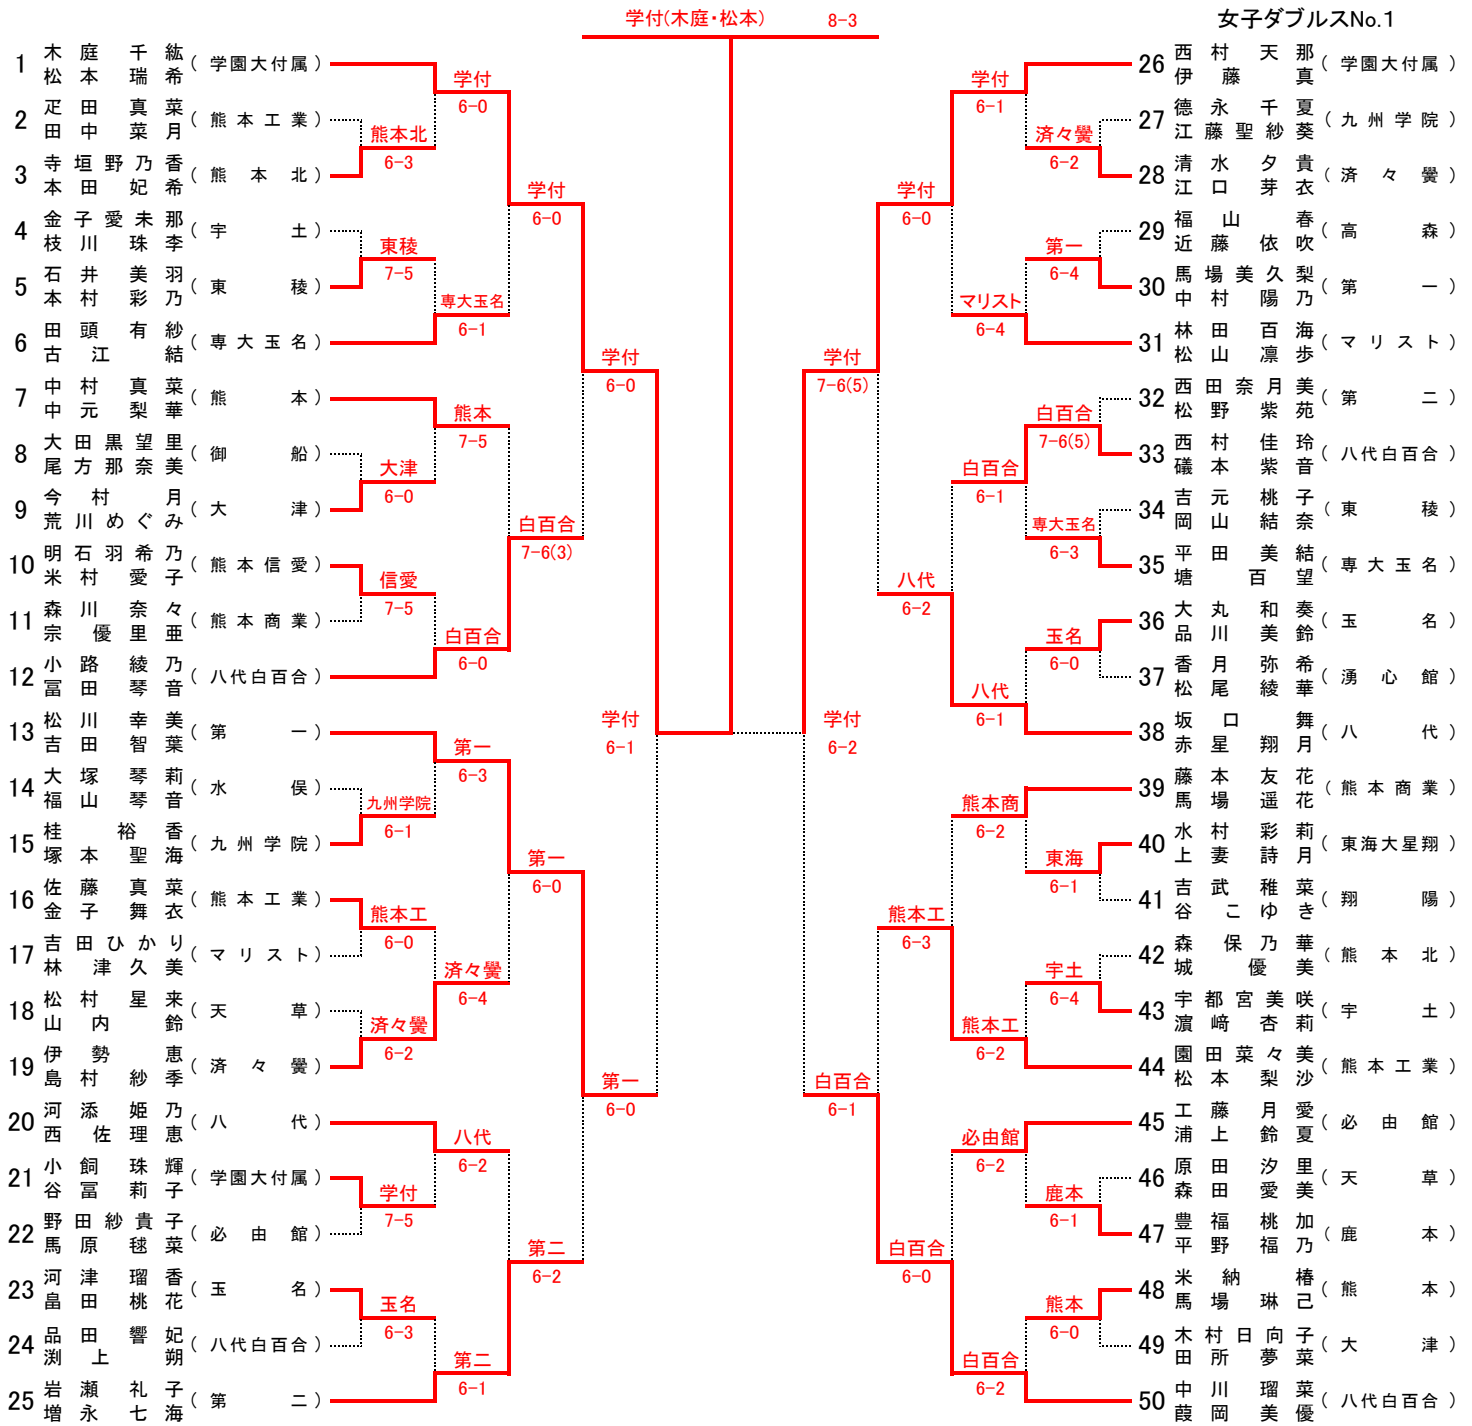 学付(木庭・松本) 8-3
女子ダブルスNo.1
1 木庭千紘 松本瑞希 (学園大付属)
2 疋田真菜 田中菜月 (熊本工業)
3 寺垣野乃香 本田妃希 (熊本北)
4 金子愛未那 枝川珠李 (宇土)
5 石井美羽 本村彩乃 (東稜)
6 田頭有紗 古江結 (専大玉名)
7 中村真菜 中元梨華 (熊本)
8 大田黒望里 尾方那奈美 (御船)
9 今村月 荒川めぐみ (大津)
10 明石羽希乃 米村愛子 (熊本信愛)
11 森川奈々 宗優里亜 (熊本商業)
12 小路綾乃 冨田琴音 (八代白百合)
13 松川幸美 吉田智葉 (第一)
14 大塚琴莉 福山琴音 (水俣)
15 桂裕香 塚本聖海 (九州学院)
16 佐藤真菜 金子舞衣 (熊本工業)
17 吉田ひかり 林津久美 (マリスト)
18 松村星来 山内鈴 (天草)
19 伊勢恵 島村紗季 (済々黌)
20 河添姫乃 西佐理恵 (八代)
21 小飼珠輝 谷冨莉子 (学園大付属)
22 野田紗貴子 馬原毬菜 (必由館)
23 河津瑠香 畠田桃花 (玉名)
24 品田響妃 渕上朔 (八代白百合)
25 岩瀬礼子 増永七海 (第二)
学付 6-0
熊本北 6-3
学付 6-0
東稜 7-5
専大玉名 6-1
学付 6-0
熊本 7-5
大津 6-0
白百合 7-6(3)
信愛 7-5
白百合 6-0
学付 6-1
第一 6-3
九州学院 6-1
第一 6-0
熊本工 6-0
済々黌 6-4
済々黌 6-2
第一 6-0
八代 6-2
学付 7-5
第二 6-2
玉名 6-3
第二 6-1
26 西村天那 伊藤真 (学園大付属)
27 德永千夏 江藤聖紗葵 (九州学院)
28 清水夕貴 江口芽衣 (済々黌)
29 福山春 近藤依吹 (高森)
30 馬場美久梨 中村陽乃 (第一)
31 林田百海 松山凛歩 (マリスト)
32 西田奈月美 松野紫苑 (第二)
33 西村佳玲 礒本紫音 (八代白百合)
34 吉元桃子 岡山結奈 (東稜)
35 平田美結 塘百望 (専大玉名)
36 大丸和奏 品川美鈴 (玉名)
37 香月弥希 松尾綾華 (湧心館)
38 坂口舞 赤星翔月 (八代)
39 藤本友花 馬場遥花 (熊本商業)
40 水村彩莉 上妻詩月 (東海大星翔)
41 吉武稚菜 谷こゆき (翔陽)
42 森保乃華 城優美 (熊本北)
43 宇都宮美咲 濵﨑杏莉 (宇土)
44 園田菜々美 松本梨沙 (熊本工業)
45 工藤月愛 浦上鈴夏 (必由館)
46 原田汐里 森田愛美 (天草)
47 豊福桃加 平野福乃 (鹿本)
48 米納椿 馬場琳己 (熊本)
49 木村日向子 田所夢菜 (大津)
50 中川瑠菜 葭岡美優 (八代白百合)
学付 6-1
済々黌 6-2
学付 6-0
第一 6-4
マリスト 6-4
学付 7-6(5)
白百合 7-6(5)
白百合 6-1
専大玉名 6-3
八代 6-2
玉名 6-0
八代 6-1
学付 6-2
熊本商 6-2
東海 6-1
熊本工 6-3
宇土 6-4
熊本工 6-2
白百合 6-1
必由館 6-2
鹿本 6-1
白百合 6-0
熊本 6-0
白百合 6-2